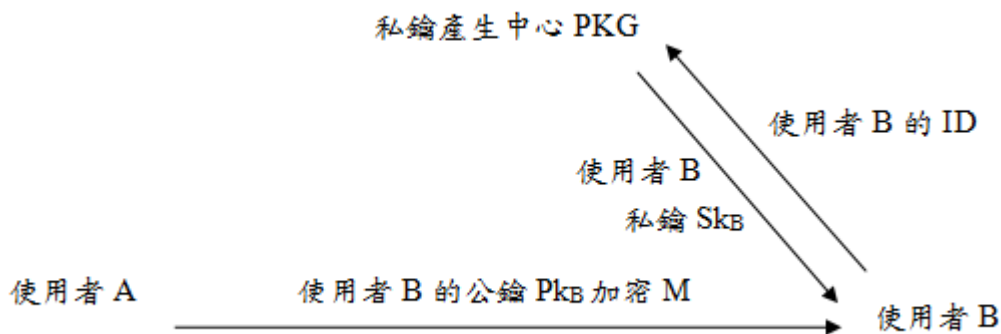 私鑰產生中心 PKG
使用者 B 的 ID
使用者 B
私鑰 SkB
使用者 A
使用者 B 的公鑰 PkB 加密 M
使用者 B